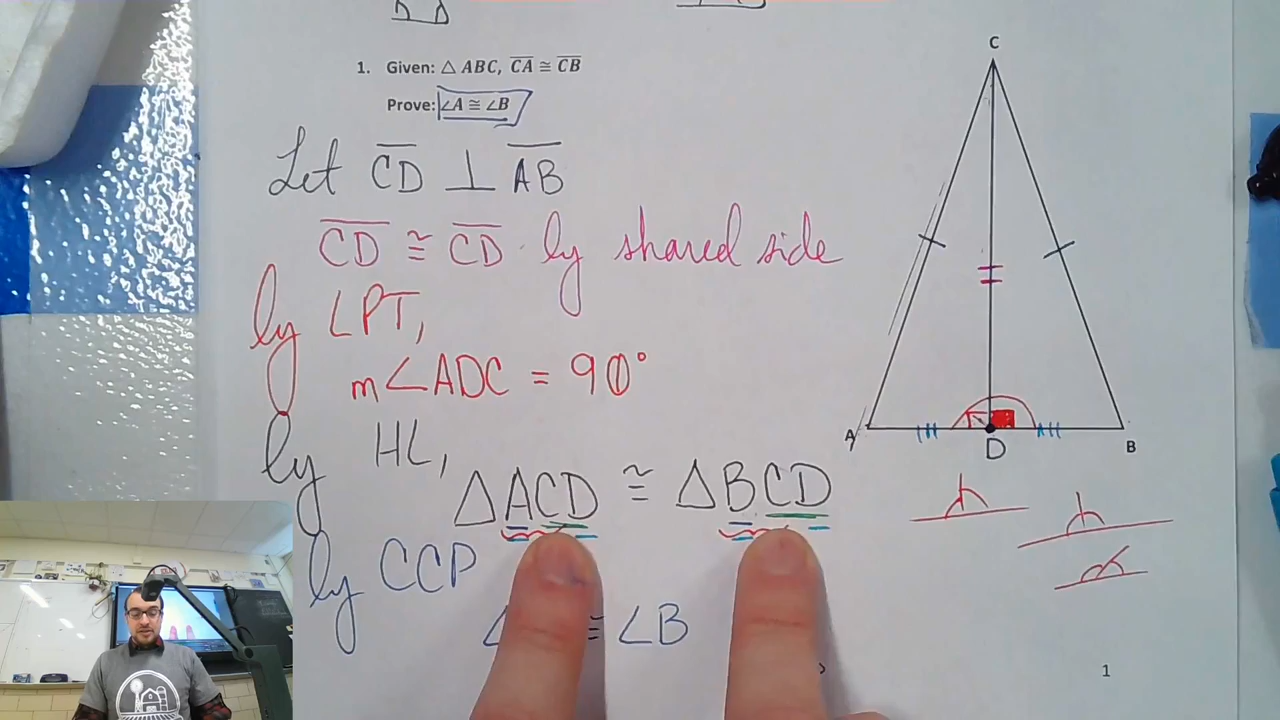 1. Given: △ ABC, CA ≅ CB
Prove: ∠A ≅ ∠B
Let CD ⊥ AB
CD ≅ CD by shared side
by ∠PT,
m∠ADC = 90°
by HL,
△ACD ≅ △BCD
by CCP
∠ ≅ ∠B
C
A
D
B
1